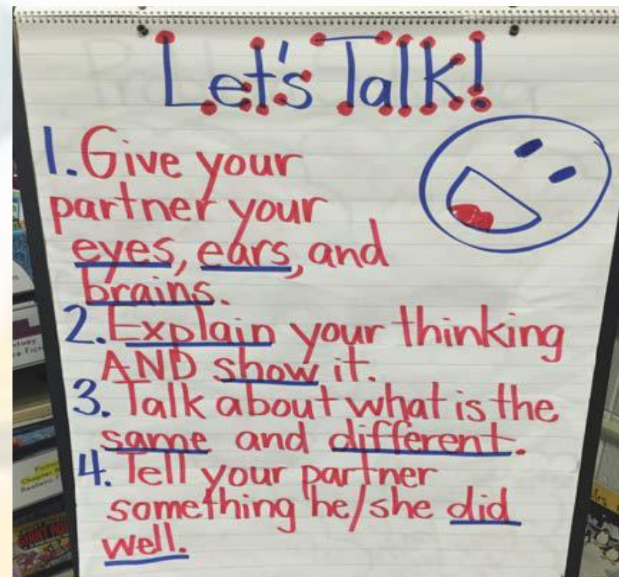 Let's Talk!
1. Give your
partner your
eyes, ears, and
brains.
2. Explain your thinking
AND show it.
3. Talk about what is the
same and different.
4. Tell your partner
something he/she did
well.